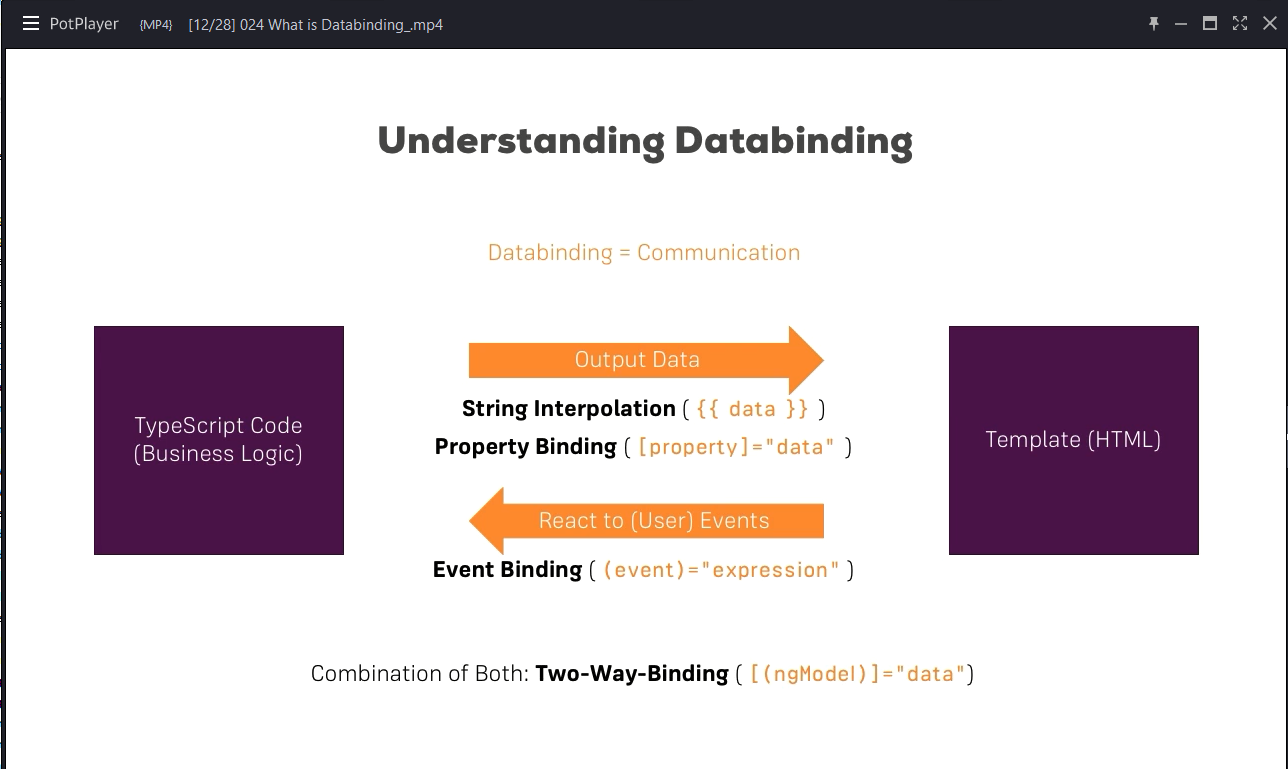 PotPlayer {MP4} [12/28] 024 What is Databinding_.mp4
Understanding Databinding
Databinding = Communication
Output Data
String Interpolation ( {{ data }} )
Property Binding ( [property]="data" )
TypeScript Code
(Business Logic)
Template (HTML)
React to (User) Events
Event Binding ( (event)="expression" )
Combination of Both: Two-Way-Binding ( [(ngModel)]="data")